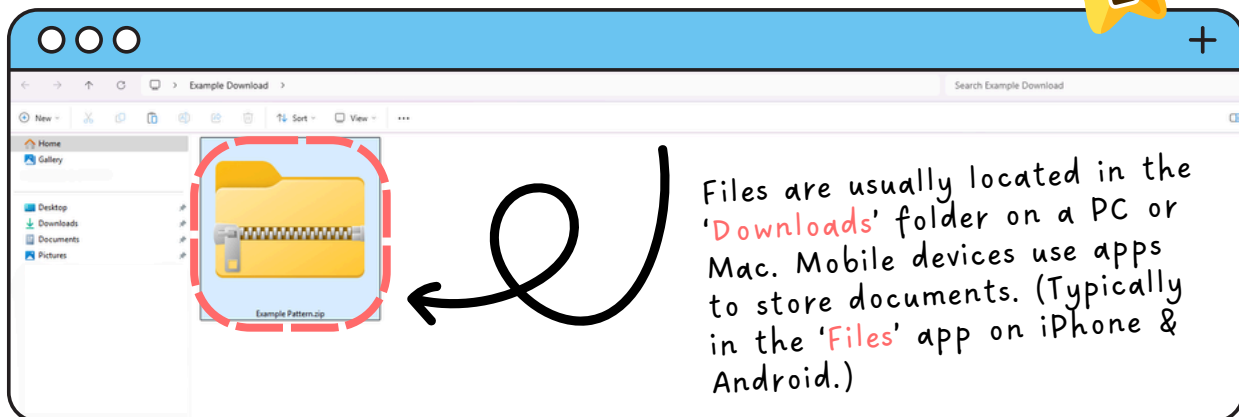 Example Download
Search Example Download
New
Sort
View
Home
Gallery
Desktop
Downloads
Documents
Pictures
Example Pattern.zip
Files are usually located in the
'Downloads' folder on a PC or
Mac. Mobile devices use apps
to store documents. (Typically
in the 'Files' app on iPhone &
Android.)